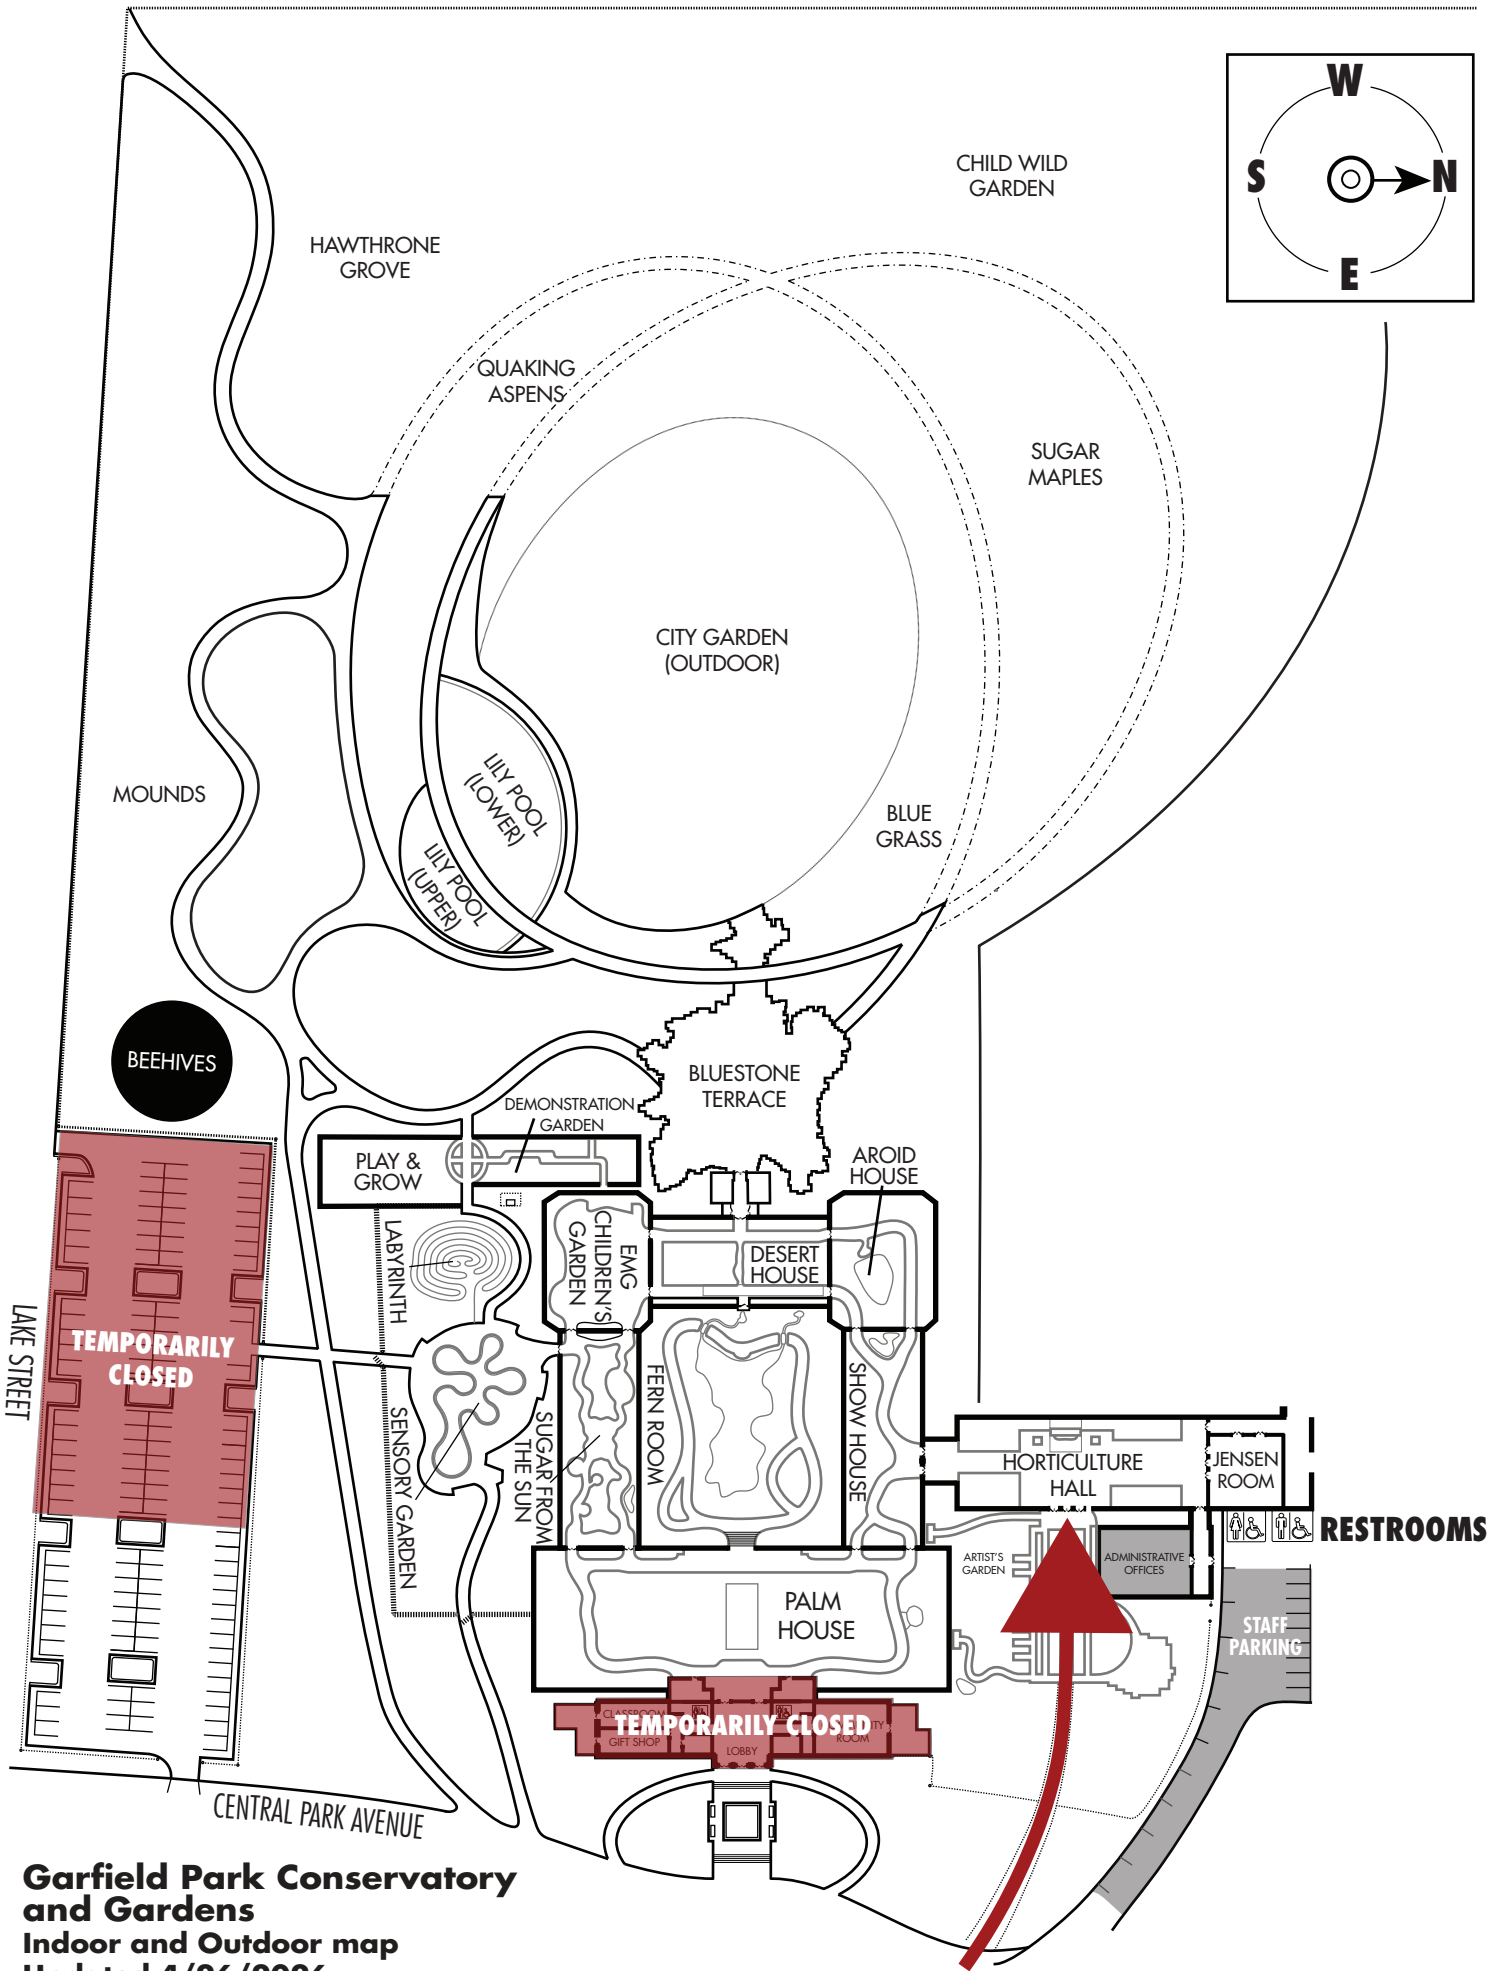 W
S
N
E
CHILD WILD
GARDEN
HAWTHRONE
GROVE
QUAKING
ASPENS
SUGAR
MAPLES
CITY GARDEN
(OUTDOOR)
MOUNDS
LILY POOL
(LOWER)
BLUE
GRASS
LILY POOL
(UPPER)
BEEHIVES
BLUESTONE
TERRACE
DEMONSTRATION
GARDEN
PLAY &
GROW
AROID
HOUSE
LABYRINTH
EMG
CHILDREN'S
GARDEN
DESERT
HOUSE
LAKE STREET
TEMPORARILY
CLOSED
SENSORY GARDEN
SUGAR FROM
THE SUN
FERN ROOM
SHOW HOUSE
HORTICULTURE
HALL
JENSEN
ROOM
RESTROOMS
ARTIST'S
GARDEN
ADMINISTRATIVE
OFFICES
PALM
HOUSE
STAFF
PARKING
CLASSROOM
TEMPORARILY CLOSED
GIFT SHOP
LOBBY
ROOM
CENTRAL PARK AVENUE
Garfield Park Conservatory
and Gardens
Indoor and Outdoor map